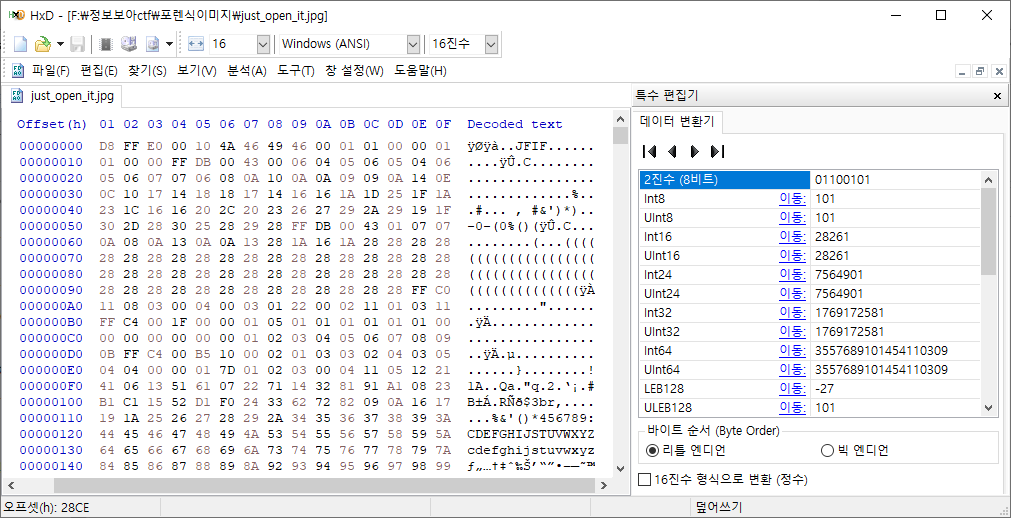 HxD - [F:\정보보아ctf\포렌식이미지\just_open_it.jpg]
16 Windows (ANSI) 16진수
파일(F) 편집(E) 찾기(S) 보기(V) 분석(A) 도구(T) 창 설정(W) 도움말(H)
just_open_it.jpg
Offset(h) 01 02 03 04 05 06 07 08 09 0A 0B 0C 0D 0E 0F Decoded text
00000000 D8 FF E0 00 10 4A 46 49 46 00 01 01 00 00 01 ÿØÿà..JFIF......
00000010 01 00 00 FF DB 00 43 00 06 04 05 06 05 04 06 ....ÿÛ.C........
00000020 05 06 07 07 06 08 0A 10 0A 0A 09 09 0A 14 0E ................
00000030 0C 10 17 14 18 18 17 14 16 16 1A 1D 25 1F 1A .............%..
00000040 23 1C 16 16 20 2C 20 23 26 27 29 2A 29 19 1F .#... , #&')*)..
00000050 30 2D 28 30 25 28 29 28 FF DB 00 43 01 07 07 -0-(0%()(ÿÛ.C...
00000060 0A 08 0A 13 0A 0A 13 28 1A 16 1A 28 28 28 28 ........(...((((
00000070 28 28 28 28 28 28 28 28 28 28 28 28 28 28 28 ((((((((((((((((
00000080 28 28 28 28 28 28 28 28 28 28 28 28 28 28 28 ((((((((((((((((
00000090 28 28 28 28 28 28 28 28 28 28 28 28 28 FF C0 ((((((((((((((ÿÀ
000000A0 11 08 03 00 04 00 03 01 22 00 02 11 01 03 11 ........."......
000000B0 FF C4 00 1F 00 00 01 05 01 01 01 01 01 01 00 .ÿÄ.............
000000C0 00 00 00 00 00 00 00 01 02 03 04 05 06 07 08 09 ................
000000D0 0B FF C4 00 B5 10 00 02 01 03 03 02 04 03 05 ..ÿÄ.µ..........
000000E0 04 04 00 00 01 7D 01 02 03 00 04 11 05 12 21 ......}........!
000000F0 41 06 13 51 61 07 22 71 14 32 81 91 A1 08 23 1A..Qa."q.2.‘¡.#
00000100 B1 C1 15 52 D1 F0 24 33 62 72 82 09 0A 16 17 B±Á.RÑð$3br‚....
00000110 19 1A 25 26 27 28 29 2A 34 35 36 37 38 39 3A ...%&'()*456789:
00000120 44 45 46 47 48 49 4A 53 54 55 56 57 58 59 5A CDEFGHIJSTUVWXYZ
00000130 64 65 66 67 68 69 6A 73 74 75 76 77 78 79 7A cdefghijstuvwxyz
00000140 84 85 86 87 88 89 8A 92 93 94 95 96 97 98 99 ƒ„…†‡ˆ‰Š’“”•–—˜™
특수 편집기
데이터 변환기
2진수 (8비트) 01100101
Int8 이동: 101
UInt8 이동: 101
Int16 이동: 28261
UInt16 이동: 28261
Int24 이동: 7564901
UInt24 이동: 7564901
Int32 이동: 1769172581
UInt32 이동: 1769172581
Int64 이동: 3557689101454110309
UInt64 이동: 3557689101454110309
LEB128 이동: -27
ULEB128 이동: 101
바이트 순서 (Byte Order)
리틀 엔디언 빅 엔디언
16진수 형식으로 변환 (정수)
오프셋(h): 28CE 덮어쓰기